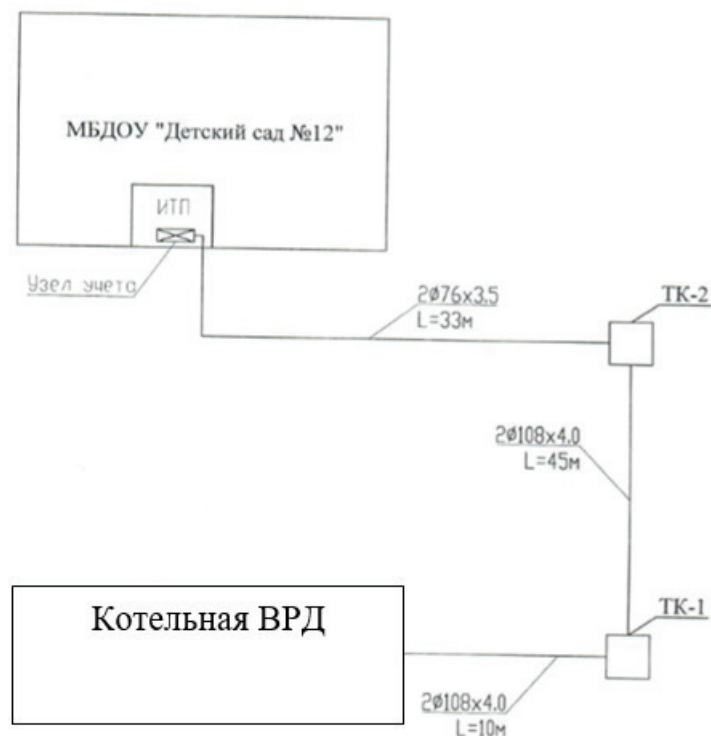 МБДОУ "Детский сад №12"
ИТП
Узел учета
2Ø76х3.5
L=33м
ТК-2
2Ø108х4.0
L=45м
Котельная ВРД
ТК-1
2Ø108х4.0
L=10м